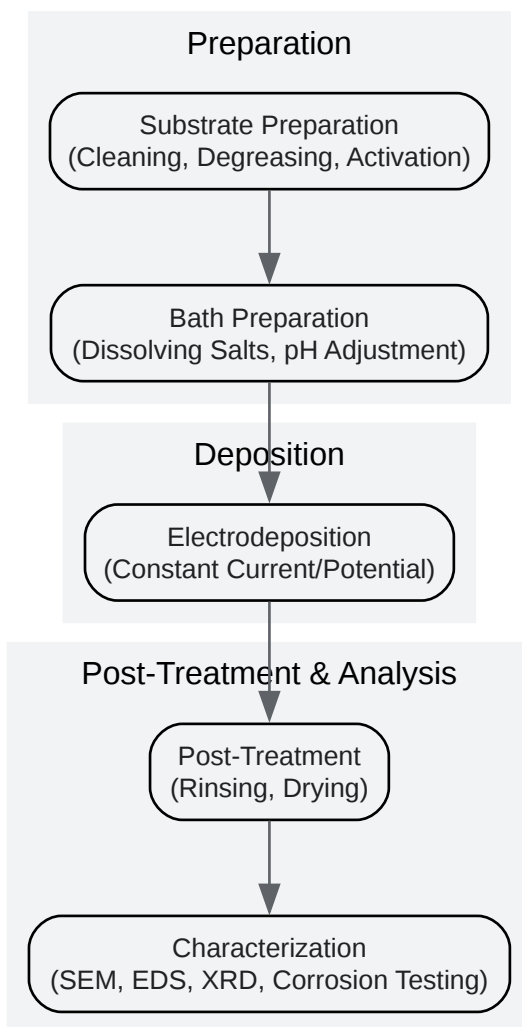 Preparation
Substrate Preparation
(Cleaning, Degreasing, Activation)
Bath Preparation
(Dissolving Salts, pH Adjustment)
Deposition
Electrodeposition
(Constant Current/Potential)
Post-Treatment & Analysis
Post-Treatment
(Rinsing, Drying)
Characterization
(SEM, EDS, XRD, Corrosion Testing)